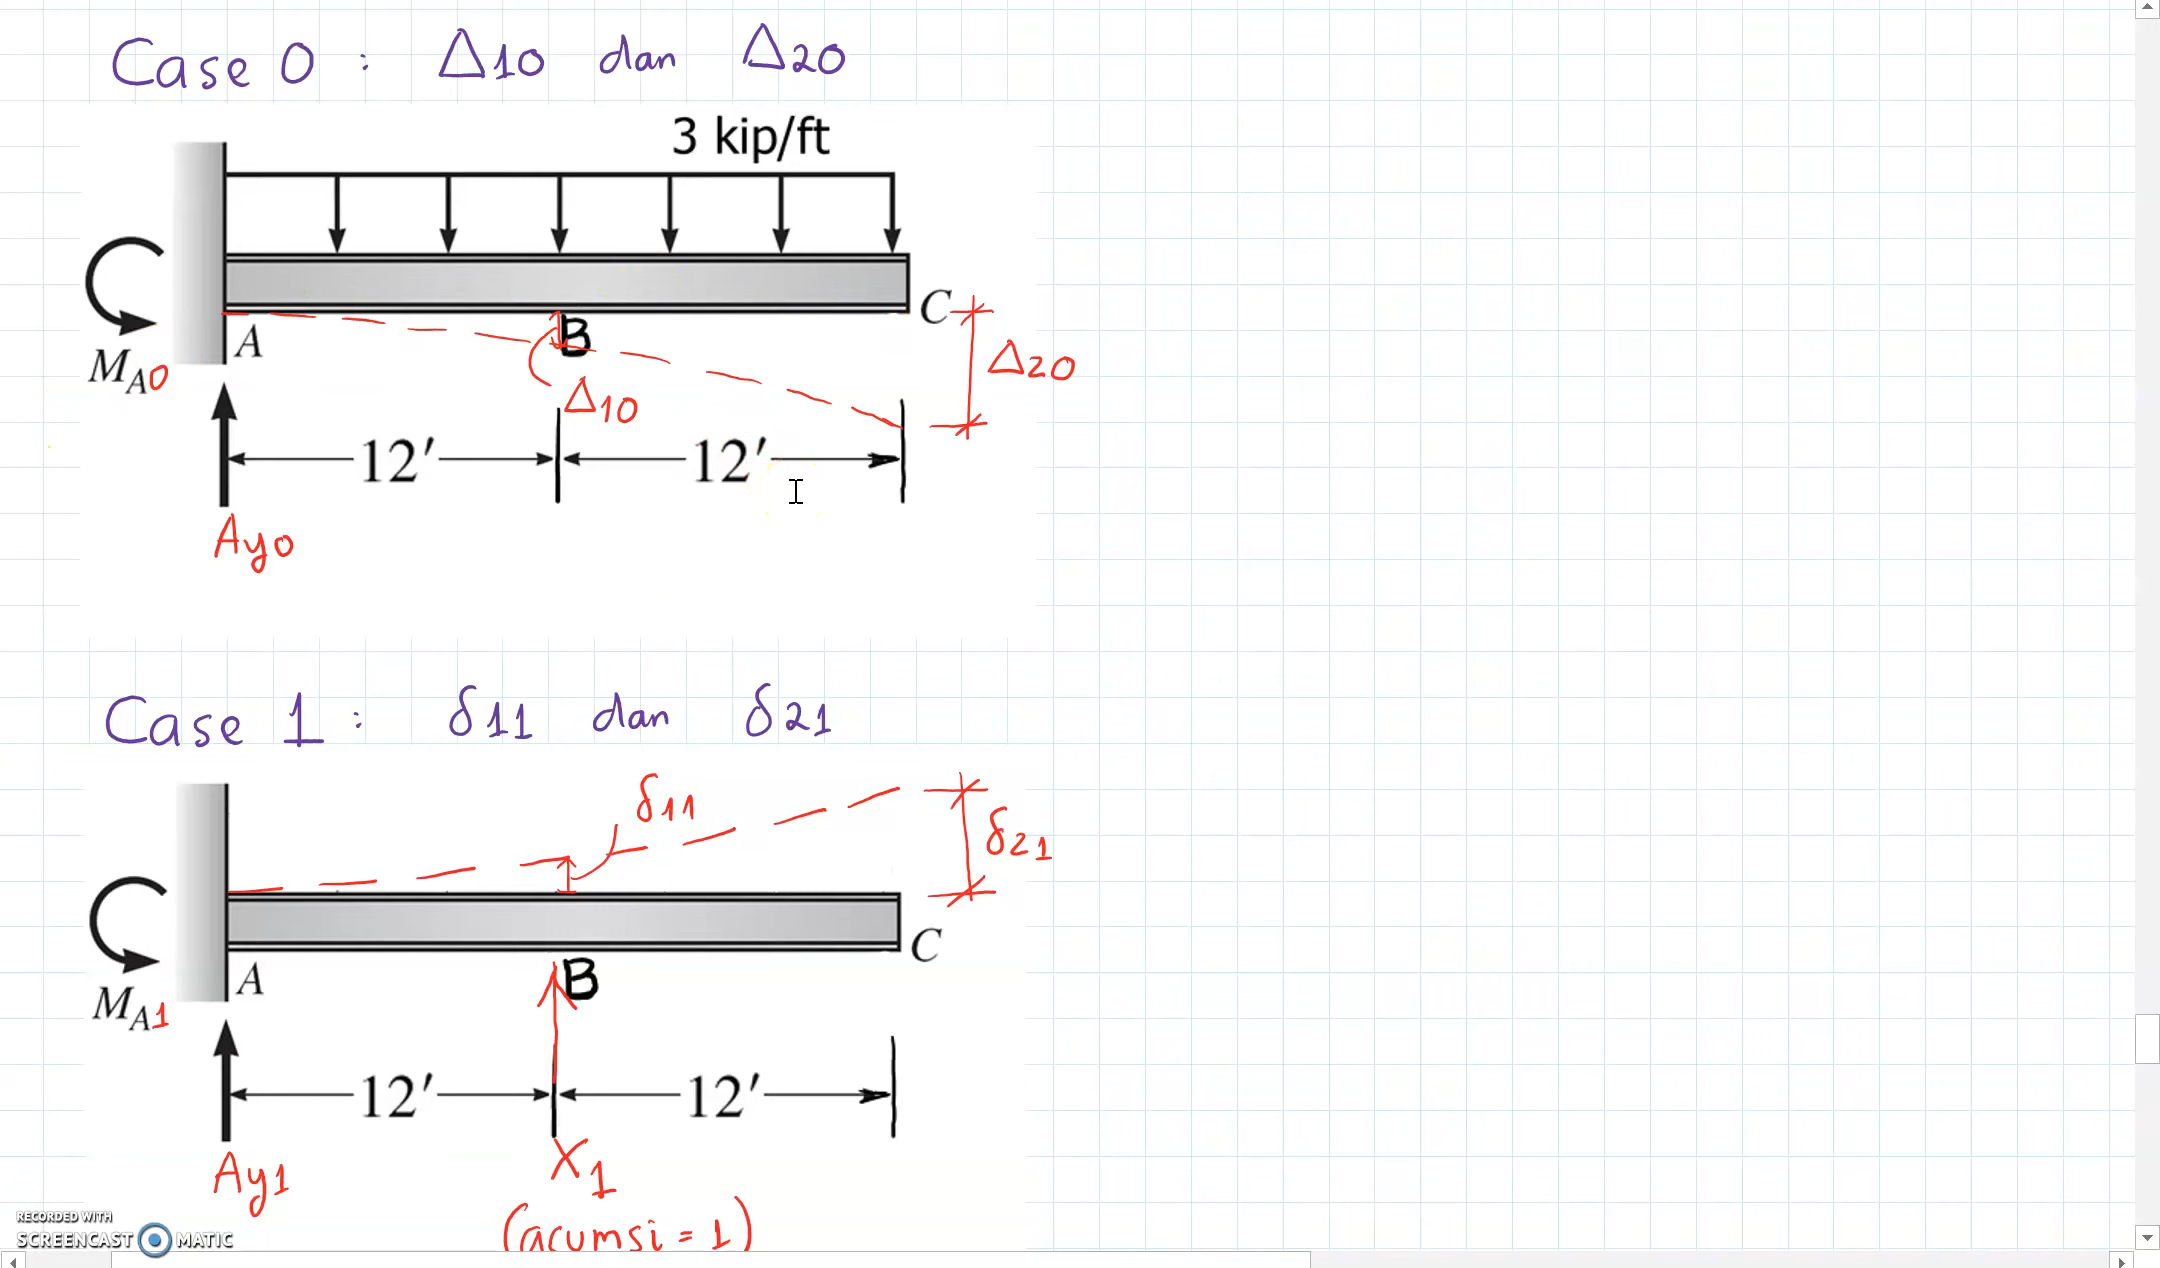 Case 0 : Δ10 dan Δ20
3 kip/ft
C
A
B
MA0
Δ20
Δ10
12′ 12′
Ay0
Case 1 : δ11 dan δ21
δ11
δ21
C
A
B
MA1
12′ 12′
Ay1
X1
(acumsi = 1)
RECORDED WITH
SCREENCAST MATIC